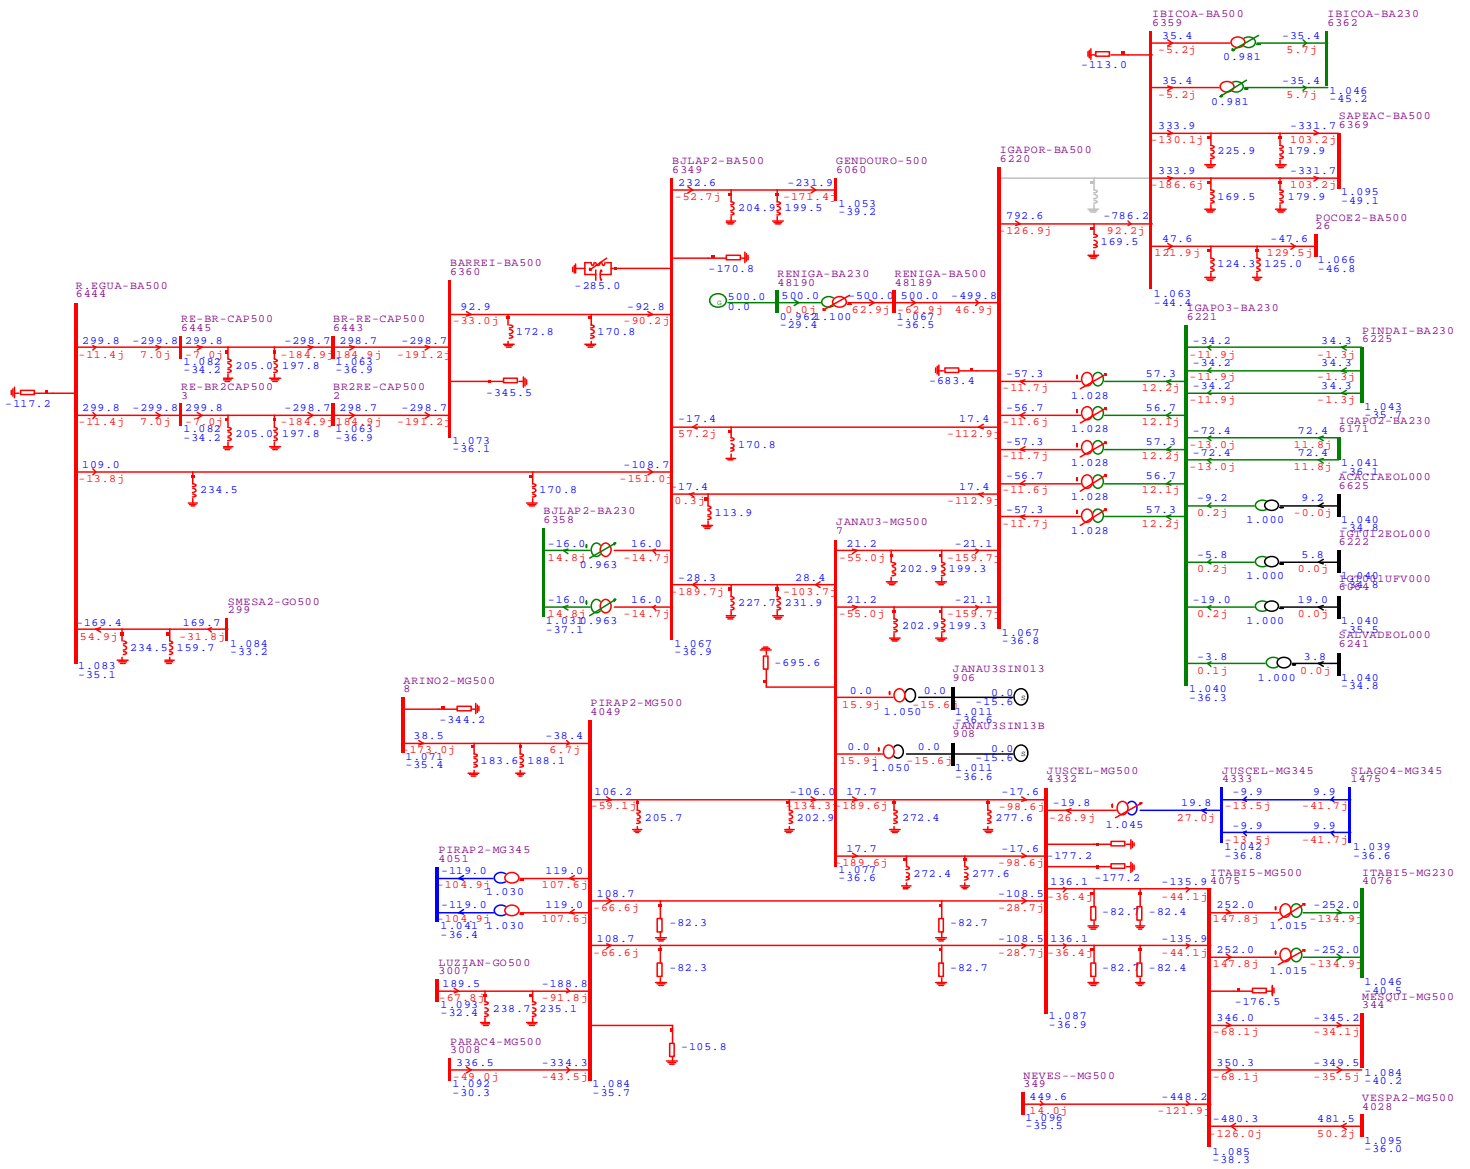 IBICOA-BA500
6359
IBICOA-BA230
6362
35.4
-35.4
-5.2j
5.7j
-113.0
0.981
35.4
-35.4
-5.2j
5.7j
0.981
1.046
-45.2
SAPEAC-BA500
6369
333.9
-331.7
-130.1j
103.2j
225.9
179.9
333.9
-331.7
-186.6j
103.2j
169.5
179.9
1.095
-49.1
POCOE2-BA500
26
47.6
-47.6
121.9j
129.5j
124.3
125.0
1.066
-46.8
1.063
-44.4
IGAPOR-BA500
6220
792.6
-786.2
-126.9j
92.2j
169.5
BJLAP2-BA500
6349
GENDOURO-500
6060
232.6
-231.9
-52.7j
-171.4j
204.9
199.5
1.053
-39.2
-170.8
-285.0
RENIGA-BA230
48190
RENIGA-BA500
48189
500.0
0.0
500.0
-500.0
500.0
-499.8
0.0j
62.9j
-62.9j
46.9j
0.962
1.100
-29.4
1.067
-36.5
-683.4
BARREI-BA500
6360
92.9
-92.8
-33.0j
-90.2j
172.8
170.8
-345.5
1.073
-36.1
R.EGUA-BA500
6444
RE-BR-CAP500
6445
BR-RE-CAP500
6443
299.8
-299.8
299.8
-298.7
298.7
-298.7
-11.4j
7.0j
-7.0j
-184.9j
184.9j
-191.2j
1.082
-34.2
205.0
197.8
1.063
-36.9
-117.2
RE-BR2CAP500
3
BR2RE-CAP500
2
299.8
-299.8
299.8
-298.7
298.7
-298.7
-11.4j
7.0j
-7.0j
-184.9j
184.9j
-191.2j
1.082
-34.2
205.0
197.8
1.063
-36.9
109.0
-108.7
-13.8j
-151.0j
234.5
170.8
-17.4
17.4
57.2j
-112.9j
170.8
-17.4
17.4
0.3j
-112.9j
113.9
BJLAP2-BA230
6358
-16.0
16.0
14.8j
-14.7j
0.963
-16.0
16.0
14.8j
-14.7j
0.963
1.031
-37.1
-28.3
28.4
-189.7j
-103.7j
227.7
231.9
1.067
-36.9
SMESA2-GO500
299
-169.4
169.7
54.9j
-31.8j
234.5
159.7
1.084
-33.2
1.083
-35.1
IGAPO3-BA230
6221
PINDAI-BA230
6225
-34.2
34.3
-11.9j
-1.3j
-34.2
34.3
-11.9j
-1.3j
-34.2
34.3
-11.9j
-1.3j
1.043
-35.7
-57.3
57.3
-11.7j
12.2j
1.028
-56.7
56.7
-11.6j
12.1j
1.028
-57.3
57.3
-11.7j
12.2j
1.028
-56.7
56.7
-11.6j
12.1j
1.028
-57.3
57.3
-11.7j
12.2j
1.028
IGAPO2-BA230
6171
-72.4
72.4
-13.0j
11.8j
-72.4
72.4
-13.0j
11.8j
1.041
-36.1
ACACIAEOL000
6625
-9.2
9.2
0.2j
-0.0j
1.000
1.040
-34.8
6222
-5.8
5.8
0.2j
0.0j
1.000
-19.0
19.0
0.2j
0.0j
1.000
1.040
-35.5
SALVADEOL000
6241
-3.8
3.8
0.1j
0.0j
1.000
1.040
-34.8
1.040
-36.3
JANAU3-MG500
7
21.2
-21.1
-55.0j
-159.7j
202.9
199.3
21.2
-21.1
-55.0j
-159.7j
202.9
199.3
1.067
-36.8
-695.6
JANAU3SIN013
906
0.0
0.0
0.0
15.9j
-15.6j
-15.6
1.050
1.011
-36.6
JANAU3SIN13B
908
0.0
0.0
0.0
15.9j
-15.6j
-15.6
1.050
1.011
-36.6
ARINO2-MG500
8
-344.2
38.5
-38.4
-173.0j
6.7j
1.071
-35.4
183.6
188.1
PIRAP2-MG500
4049
106.2
-106.0
-59.1j
-134.3j
205.7
202.9
17.7
-17.6
-189.6j
-98.6j
272.4
277.6
17.7
-17.6
-189.6j
-98.6j
272.4
277.6
1.077
-36.6
JUSCEL-MG500
4332
JUSCEL-MG345
4333
SLAGO4-MG345
1475
-19.8
19.8
-26.9j
27.0j
1.045
-9.9
9.9
-13.5j
-41.7j
-9.9
9.9
-13.5j
-41.7j
1.042
-36.8
1.039
-36.6
-177.2
-177.2
PIRAP2-MG345
4051
-119.0
119.0
-104.9j
107.6j
1.030
-119.0
119.0
-104.9j
107.6j
1.030
1.041
-36.4
108.7
-108.5
-66.6j
-28.7j
-82.3
-82.7
108.7
-108.5
-66.6j
-28.7j
-82.3
-82.7
136.1
-135.9
-36.4j
-44.1j
-82.7
-82.4
136.1
-135.9
-36.4j
-44.1j
-82.7
-82.4
1.087
-36.9
LUZIAN-GO500
3007
189.5
-188.8
-67.8j
-91.8j
1.093
-32.4
238.7
235.1
-105.8
PARAC4-MG500
3008
336.5
-334.3
-49.0j
-43.5j
1.092
-30.3
1.084
-35.7
ITABI5-MG500
4075
ITABI5-MG230
4076
252.0
-252.0
147.8j
-134.9j
1.015
252.0
-252.0
147.8j
-134.9j
1.015
1.046
-40.5
-176.5
MESQUI-MG500
344
346.0
-345.2
-68.1j
-34.1j
350.3
-349.5
-68.1j
-35.5j
1.084
-40.2
NEVES--MG500
349
449.6
-448.2
14.0j
-121.9j
1.096
-35.5
VESPA2-MG500
4028
-480.3
481.5
-126.0j
50.2j
1.095
-36.0
1.085
-38.3